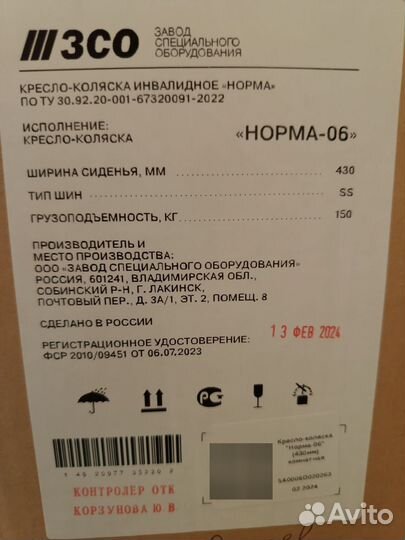 ЗСО
ЗАВОД
СПЕЦИАЛЬНОГО
ОБОРУДОВАНИЯ
КРЕСЛО-КОЛЯСКА ИНВАЛИДНОЕ «НОРМА»
ПО ТУ 30.92.20-001-67320091-2022
ИСПОЛНЕНИЕ:
КРЕСЛО-КОЛЯСКА «НОРМА-06»
ШИРИНА СИДЕНЬЯ, ММ 430
ТИП ШИН SS
ГРУЗОПОДЪЕМНОСТЬ, КГ 150
ПРОИЗВОДИТЕЛЬ И
МЕСТО ПРОИЗВОДСТВА:
ООО «ЗАВОД СПЕЦИАЛЬНОГО ОБОРУДОВАНИЯ»
РОССИЯ, 601241, ВЛАДИМИРСКАЯ ОБЛ.,
СОБИНСКИЙ Р-Н, Г. ЛАКИНСК,
ПОЧТОВЫЙ ПЕР., Д. 3А/1, ЭТ. 2, ПОМЕЩ. 8
СДЕЛАНО В РОССИИ
13 ФЕВ 2024
РЕГИСТРАЦИОННОЕ УДОСТОВЕРЕНИЕ:
ФСР 2010/09451 ОТ 06.07.2023
КОНТРОЛЕР ОТК
КОРЗУНОВА Ю.В.
Кресло-коляска
"Норма-06"
(430мм)
комнатная
02.2024
Avito